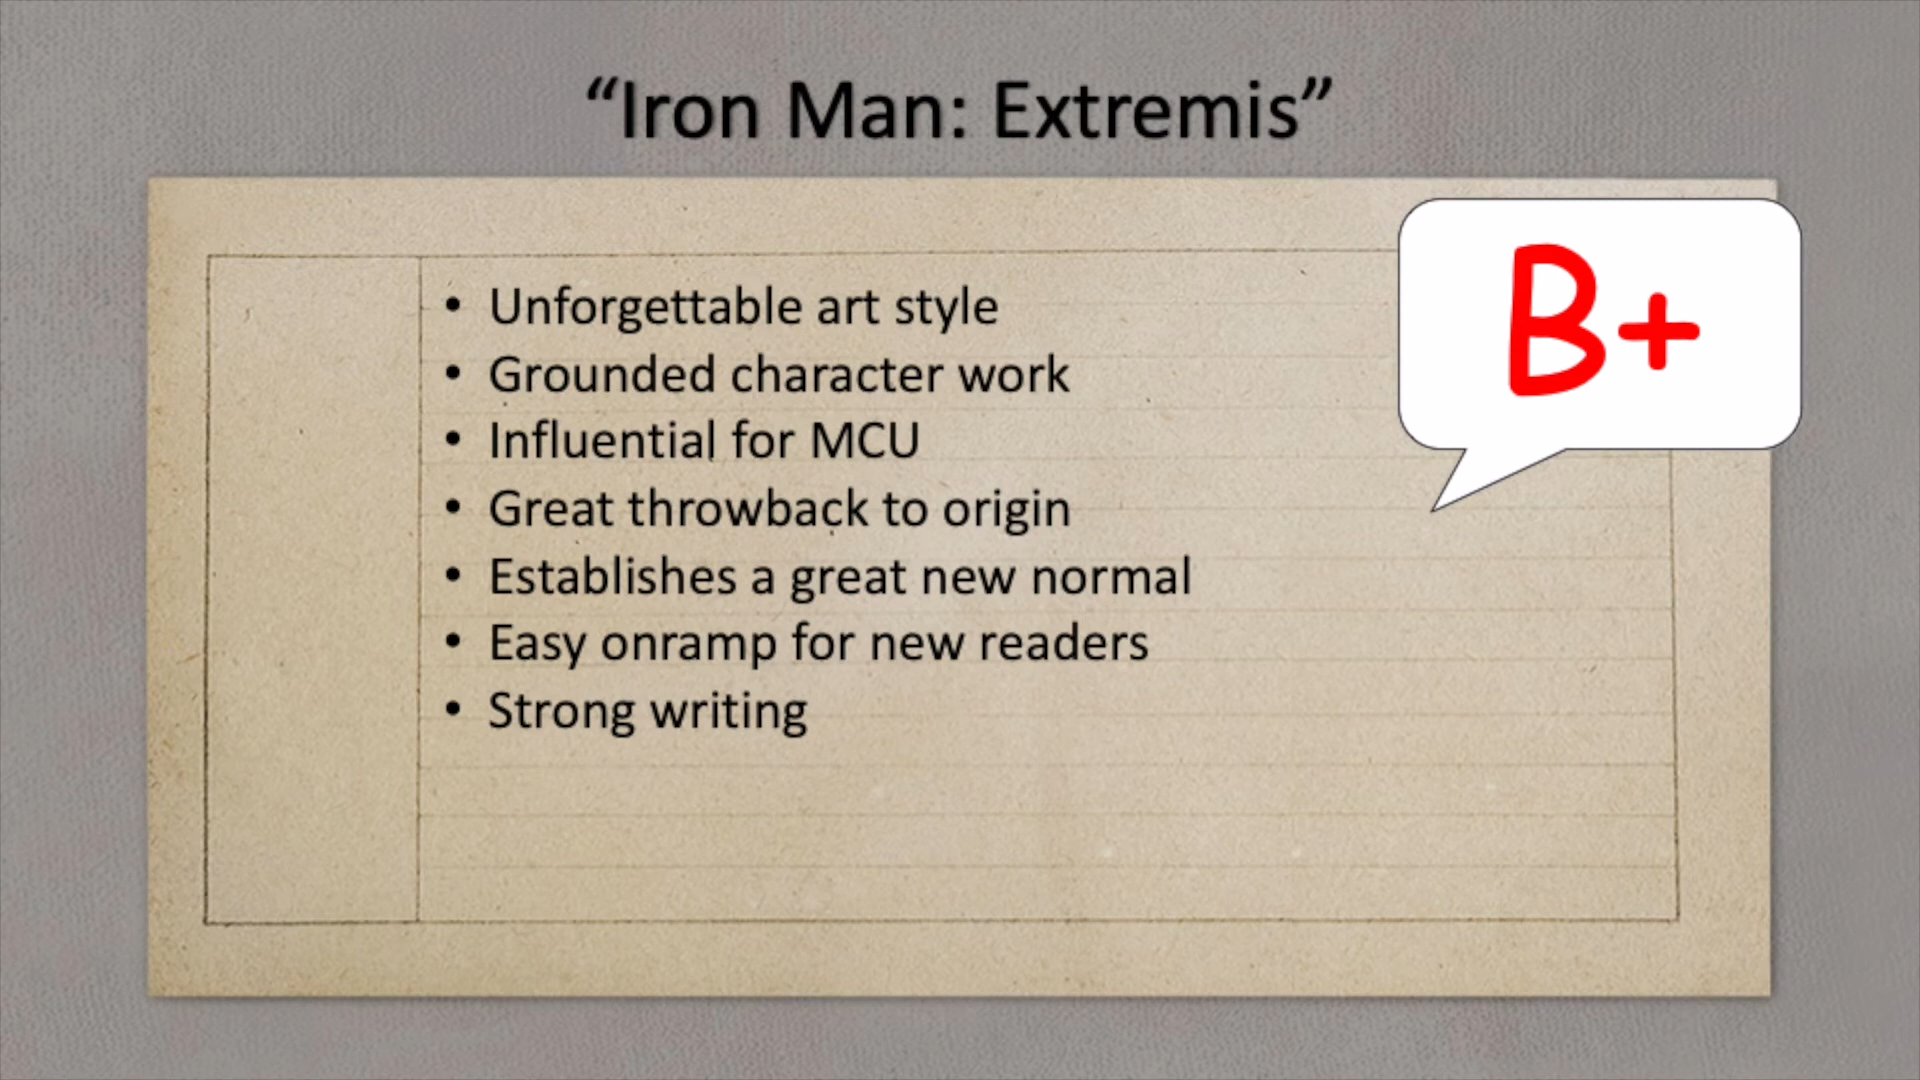 “Iron Man: Extremis”
B+
• Unforgettable art style
• Grounded character work
• Influential for MCU
• Great throwback to origin
• Establishes a great new normal
• Easy onramp for new readers
• Strong writing